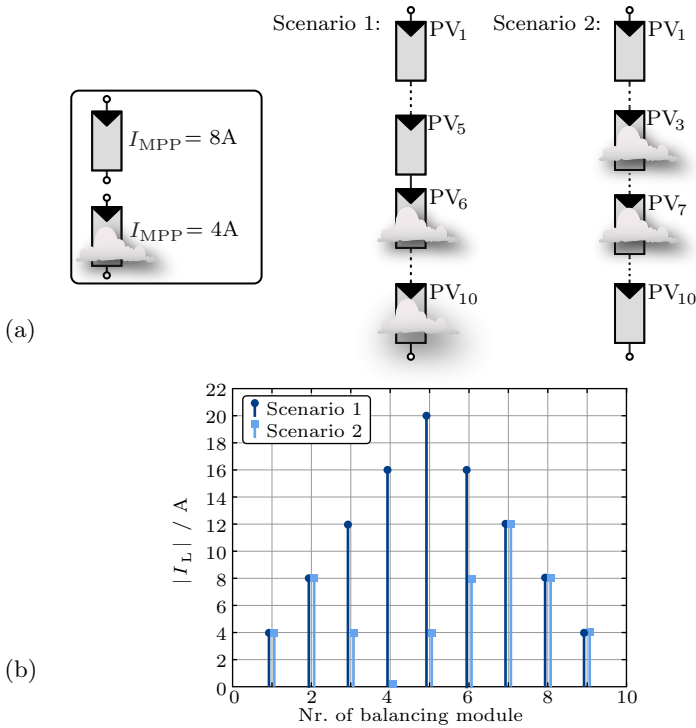 Scenario 1:
PV1
Scenario 2:
PV1
IMPP = 8A
IMPP = 4A
PV5
PV6
PV10
PV3
PV7
PV10
(a)
22
20
18
16
14
12
10
8
6
4
2
0
|IL| / A
Scenario 1
Scenario 2
0 2 4 6 8 10
Nr. of balancing module
(b)